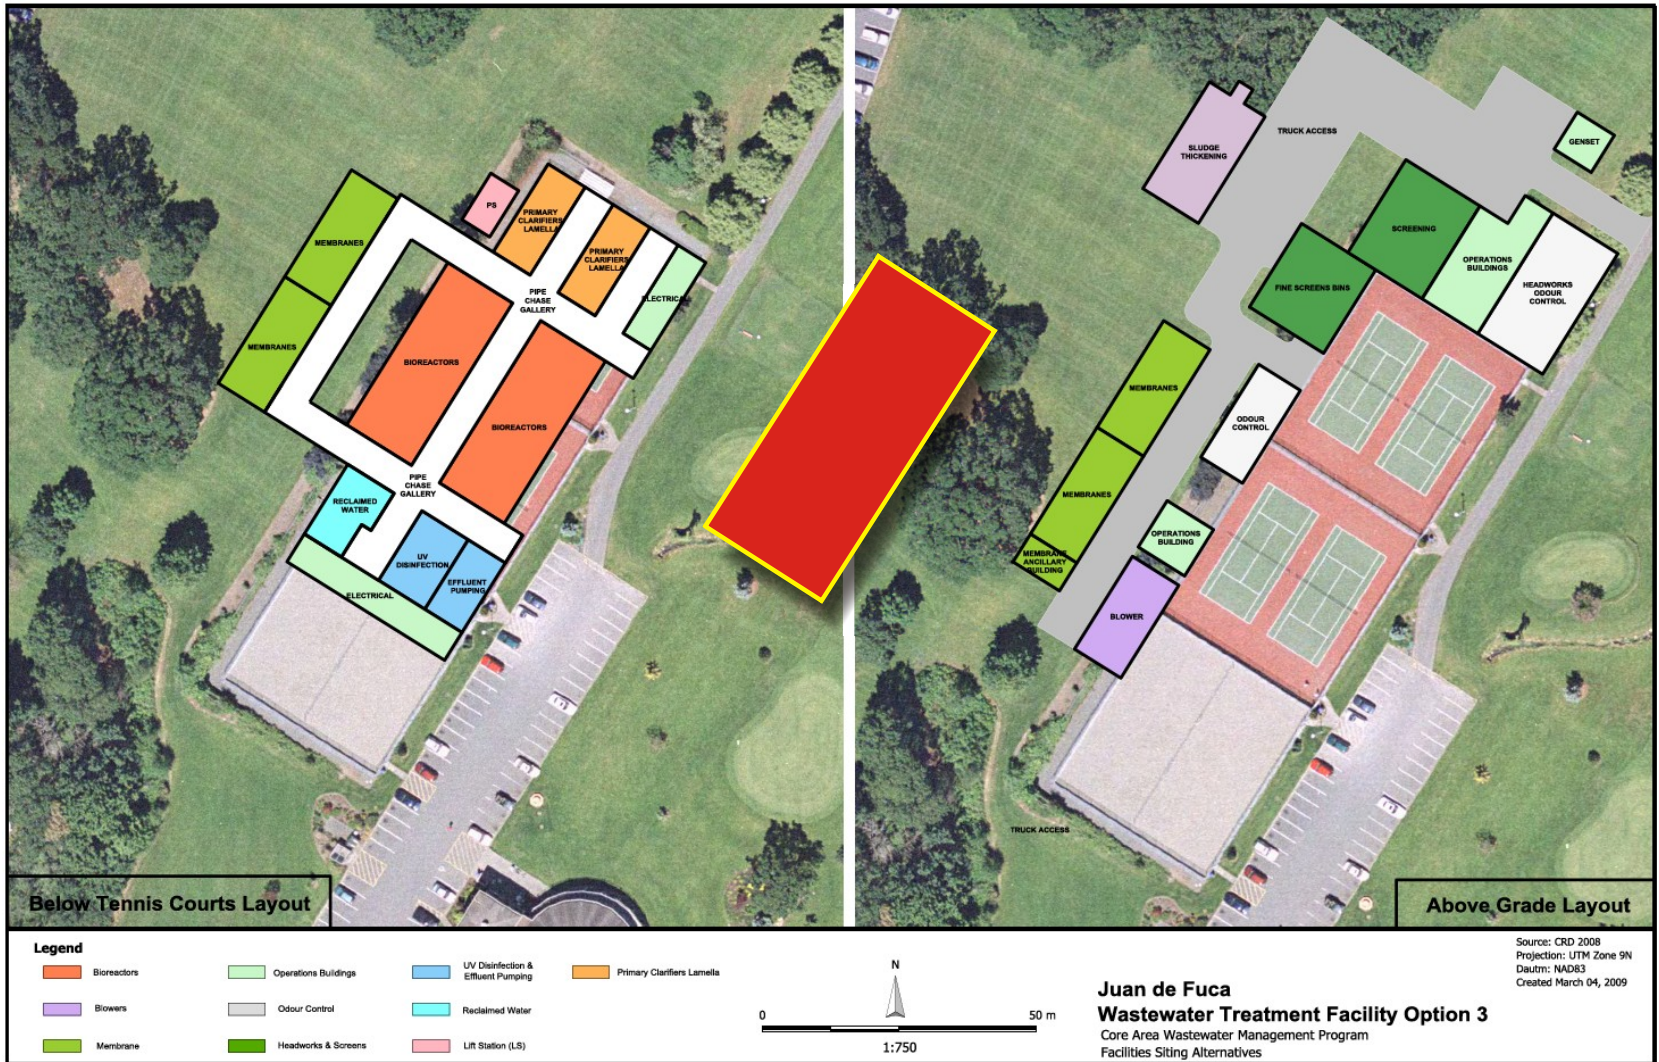 MEMBRANES
MEMBRANES
PS
PRIMARY
CLARIFIERS
LAMELLA
PRIMARY
CLARIFIERS
LAMELLA
ELECTRICAL
PIPE
CHASE
GALLERY
BIOREACTORS
BIOREACTORS
PIPE
CHASE
GALLERY
RECLAIMED
WATER
UV
DISINFECTION
EFFLUENT
PUMPING
ELECTRICAL
Below Tennis Courts Layout
SLUDGE
THICKENING
TRUCK ACCESS
GENSET
SCREENING
OPERATIONS
BUILDINGS
FINE SCREENS BINS
HEADWORKS
ODOUR
CONTROL
MEMBRANES
ODOUR
CONTROL
MEMBRANES
OPERATIONS
BUILDING
MEMBRANE
ANCILLARY
BUILDING
BLOWER
TRUCK ACCESS
Above Grade Layout
Legend
Bioreactors
Blowers
Membrane
Operations Buildings
Odour Control
Headworks & Screens
UV Disinfection &
Effluent Pumping
Reclaimed Water
Lift Station (LS)
Primary Clarifiers Lamella
N
0 50 m
1:750
Juan de Fuca
Wastewater Treatment Facility Option 3
Core Area Wastewater Management Program
Facilities Siting Alternatives
Source: CRD 2008
Projection: UTM Zone 9N
Dautm: NAD83
Created March 04, 2009